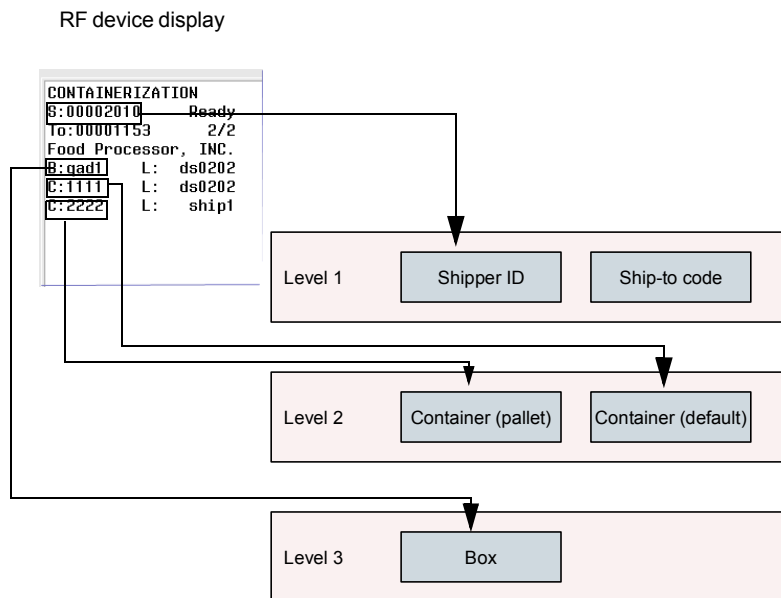 RF device display
CONTAINERIZATION
S:00002010 Ready
To:00001153 2/2
Food Processor, INC.
B:qad1 L: ds0202
C:1111 L: ds0202
C:2222 L: ship1
Level 1 Shipper ID Ship-to code
Level 2 Container (pallet) Container (default)
Level 3 Box